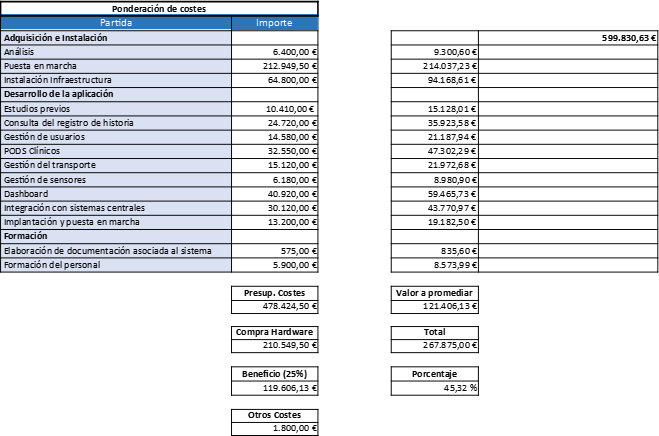 Ponderación de costes
Partida Importe
Adquisición e Instalación 599.830,63 €
Análisis 6.400,00 € 9.300,60 €
Puesta en marcha 212.949,50 € 214.037,23 €
Instalación Infraestructura 64.800,00 € 94.168,61 €
Desarrollo de la aplicación
Estudios previos 10.410,00 € 15.128,01 €
Consulta del registro de historia 24.720,00 € 35.923,58 €
Gestión de usuarios 14.580,00 € 21.187,94 €
PODS Clínicos 32.550,00 € 47.302,29 €
Gestión del transporte 15.120,00 € 21.972,68 €
Gestión de sensores 6.180,00 € 8.980,90 €
Dashboard 40.920,00 € 59.465,73 €
Integración con sistemas centrales 30.120,00 € 43.770,97 €
Implantación y puesta en marcha 13.200,00 € 19.182,50 €
Formación
Elaboración de documentación asociada al sistema 575,00 € 835,60 €
Formación del personal 5.900,00 € 8.573,99 €
Presup. Costes Valor a promediar
478.424,50 € 121.406,13 €
Compra Hardware Total
210.549,50 € 267.875,00 €
Beneficio (25%) Porcentaje
119.606,13 € 45,32 %
Otros Costes
1.800,00 €